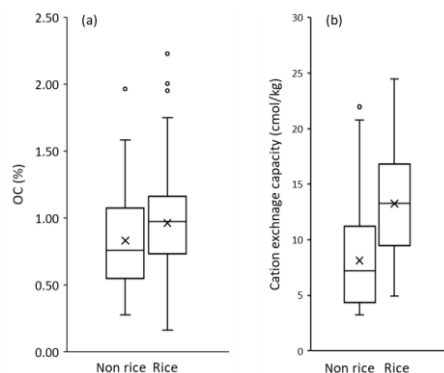 (a)
2.50
2.00
1.50
1.00
0.50
0.00
OC (%)
Non rice Rice
(b)
30
25
20
15
10
5
0
Cation exchnage capacity (cmol/kg)
Non rice Rice